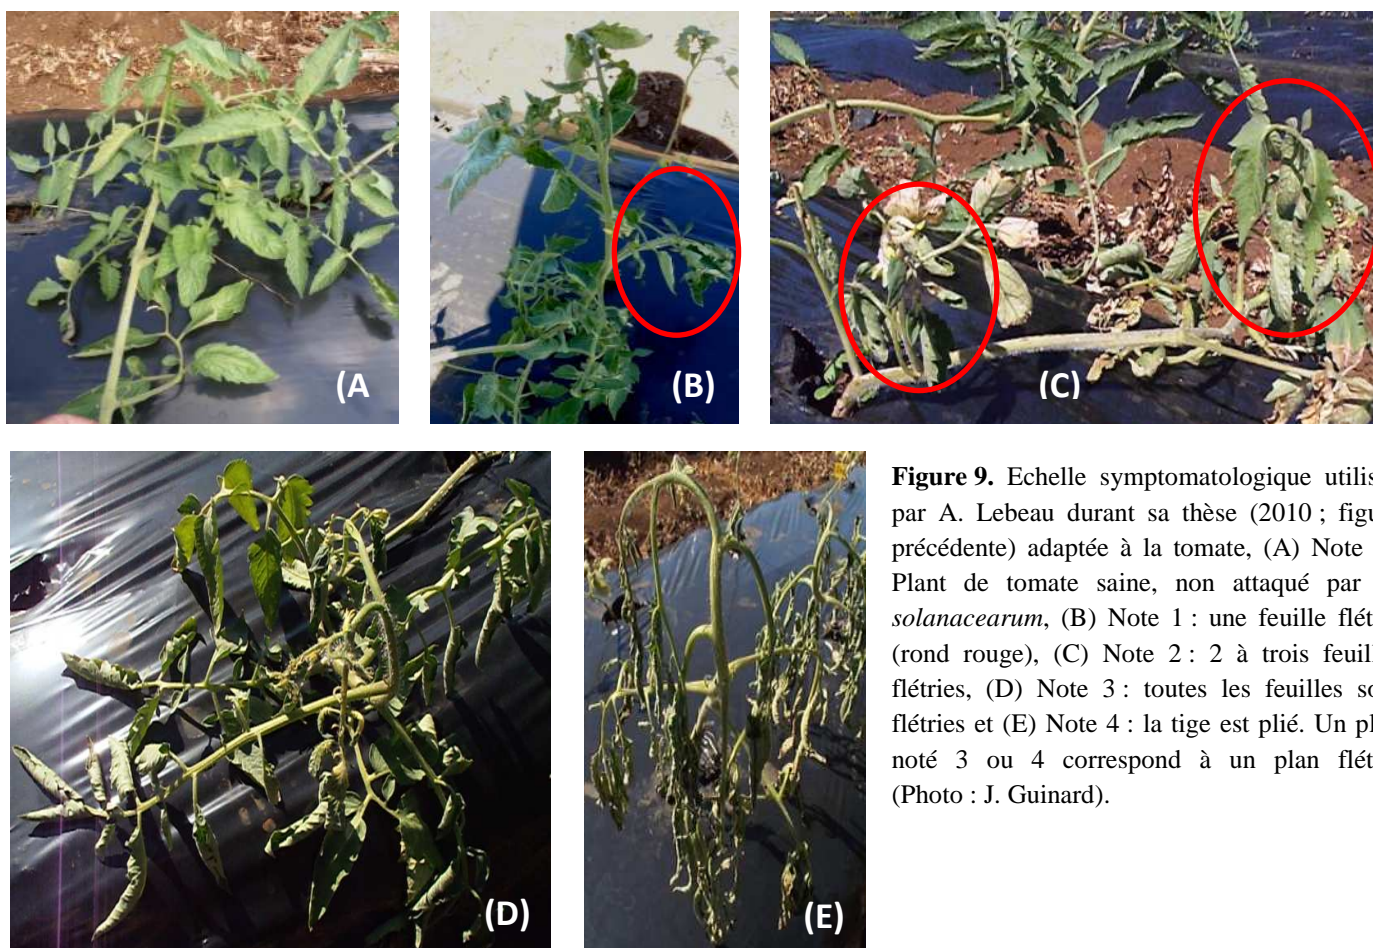 (A
(B)
(C)
(D)
(E)
Figure 9. Echelle symptomatologique utilis
par A. Lebeau durant sa thèse (2010 ; figu
précédente) adaptée à la tomate, (A) Note
Plant de tomate saine, non attaqué par
solanacearum, (B) Note 1 : une feuille flét
(rond rouge), (C) Note 2 : 2 à trois feuill
flétries, (D) Note 3 : toutes les feuilles so
flétries et (E) Note 4 : la tige est plié. Un pl
noté 3 ou 4 correspond à un plan flét
(Photo : J. Guinard).